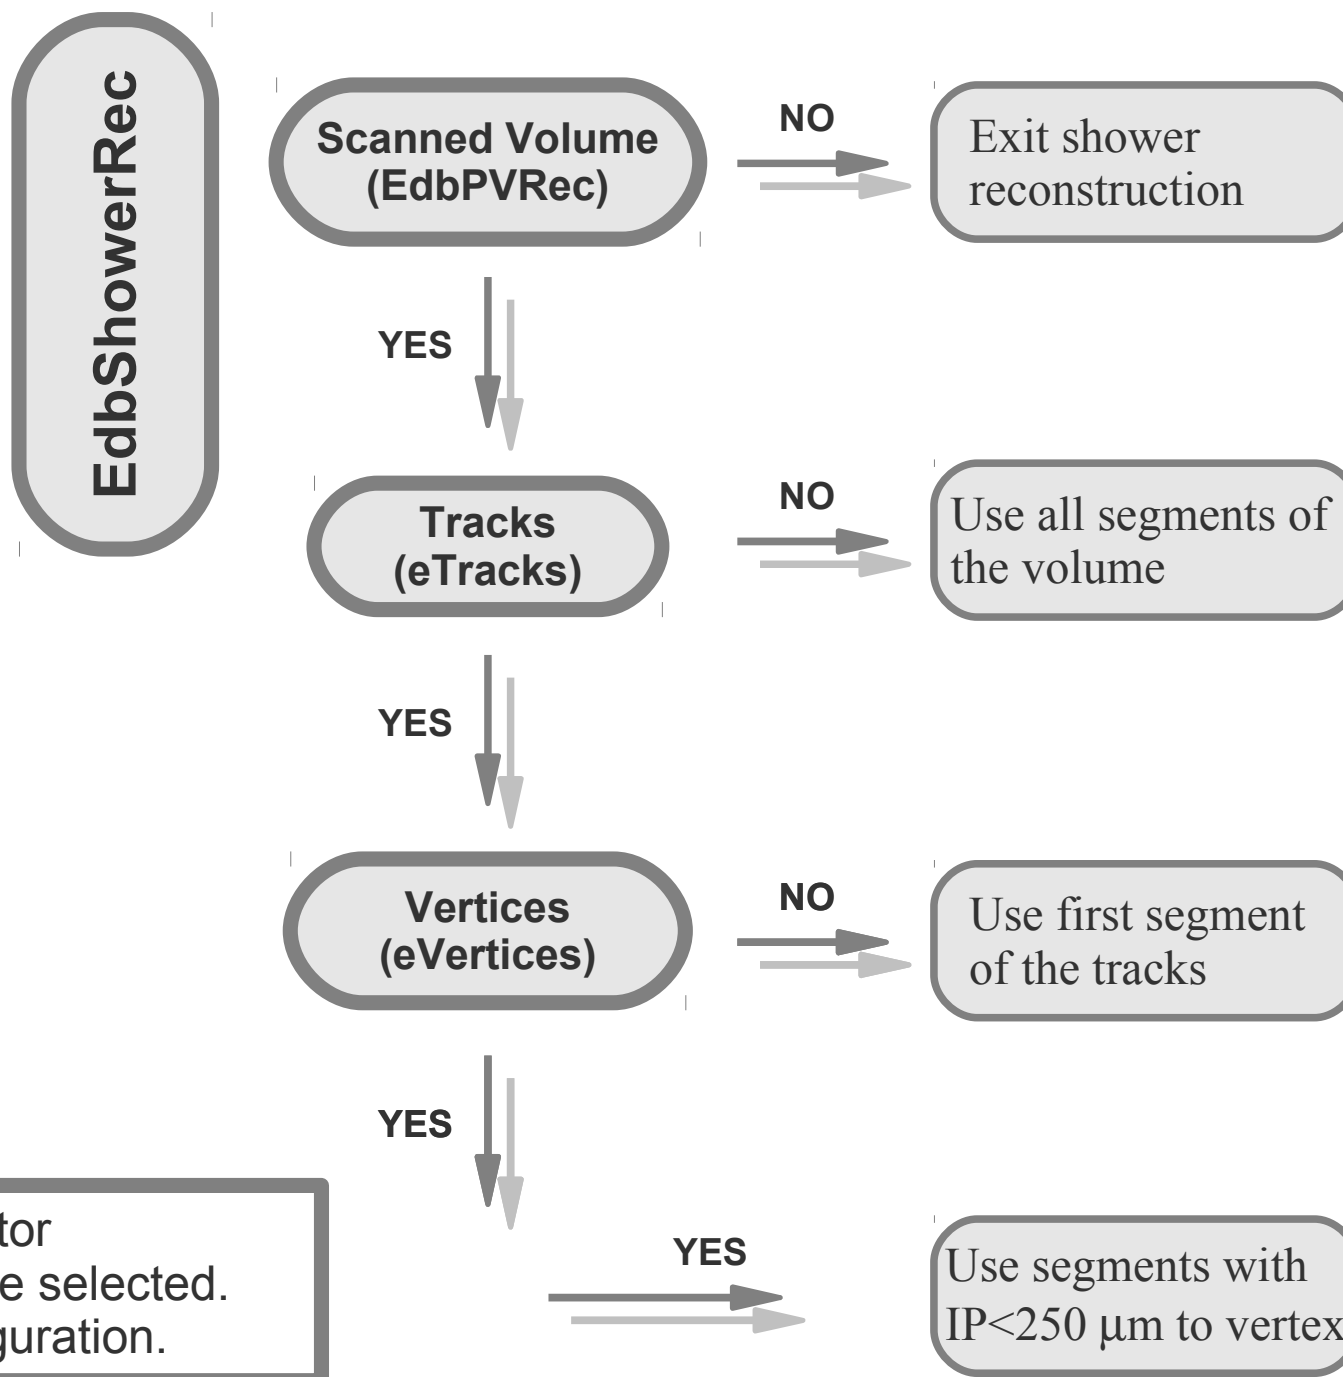 EdbShowerRec
Scanned Volume
(EdbPVRec)
NO
Exit shower
reconstruction
YES
Tracks
(eTracks)
NO
Use all segments of
the volume
YES
Vertices
(eVertices)
NO
Use first segment
of the tracks
YES
YES
Use segments with
IP<250 μm to vertex
tor
e selected.
guration.